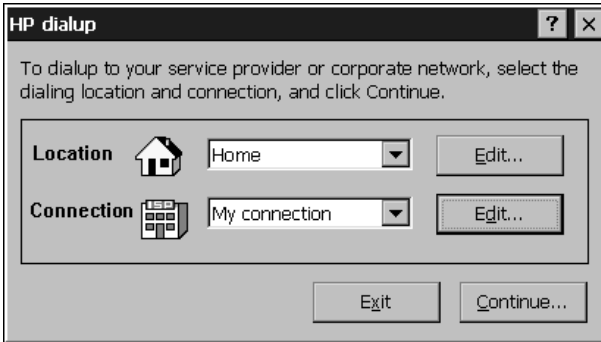 HP dialup ? ×
To dialup to your service provider or corporate network, select the
dialing location and connection, and click Continue.
Location Home Edit...
Connection ISP My connection Edit...
Exit Continue...